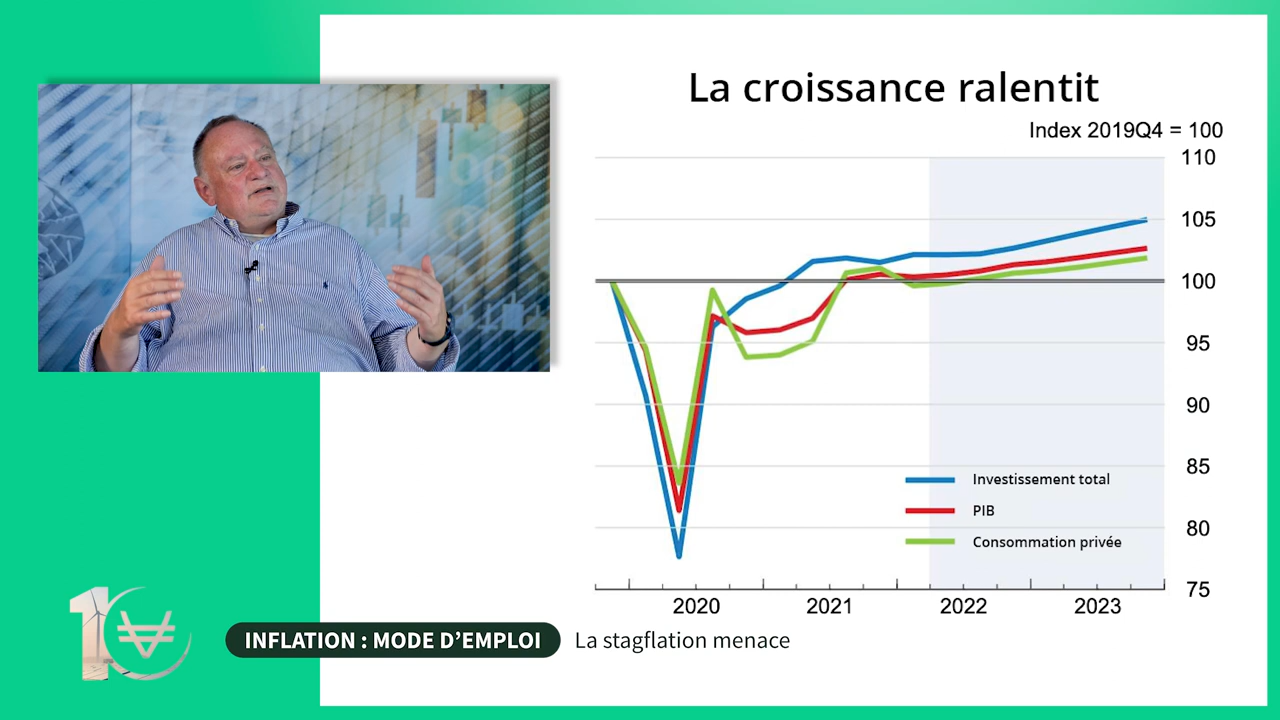 La croissance ralentit
Index 2019Q4 = 100
110
105
100
95
90
85
80
75
Investissement total
PIB
Consommation privée
2020 2021 2022 2023
10
INFLATION : MODE D’EMPLOI La stagflation menace